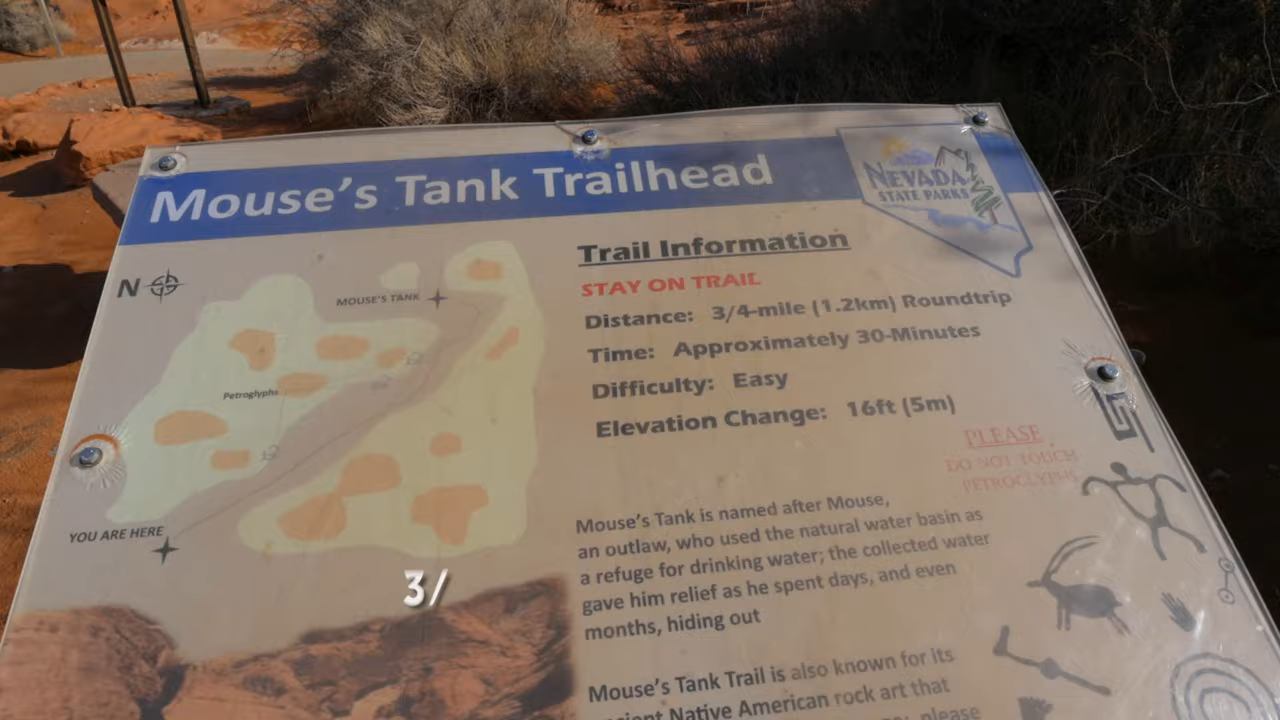 Mouse's Tank Trailhead
NEVADA
STATE PARKS
N
MOUSE'S TANK
Petroglyphs
YOU ARE HERE
Trail Information
STAY ON TRAIL
Distance: 3/4-mile (1.2km) Roundtrip
Time: Approximately 30-Minutes
Difficulty: Easy
Elevation Change: 16ft (5m)
PLEASE
DO NOT TOUCH
PETROGLYPHS
3/
Mouse's Tank is named after Mouse,
an outlaw, who used the natural water basin as
a refuge for drinking water; the collected water
gave him relief as he spent days, and even
months, hiding out
Mouse's Tank Trail is also known for its
Native American rock art that
please